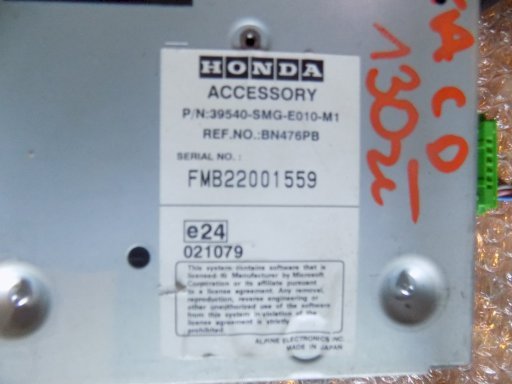 HONDA
ACCESSORY
P/N:39540-SMG-E010-M1
REF.NO.:BN476PB
SERIAL NO.:
FMB22001559
e24
021079
This system contains software that is
licensed to Manufacturer by Microsoft
Corporation or its affiliate pursuant
to a license agreement. Any removal,
reproduction, reverse engineering or
other unauthorized use of the software
from this system in violation of the
license agreement is strictly
prohibited.
ALPINE ELECTRONICS INC.
MADE IN JAPAN